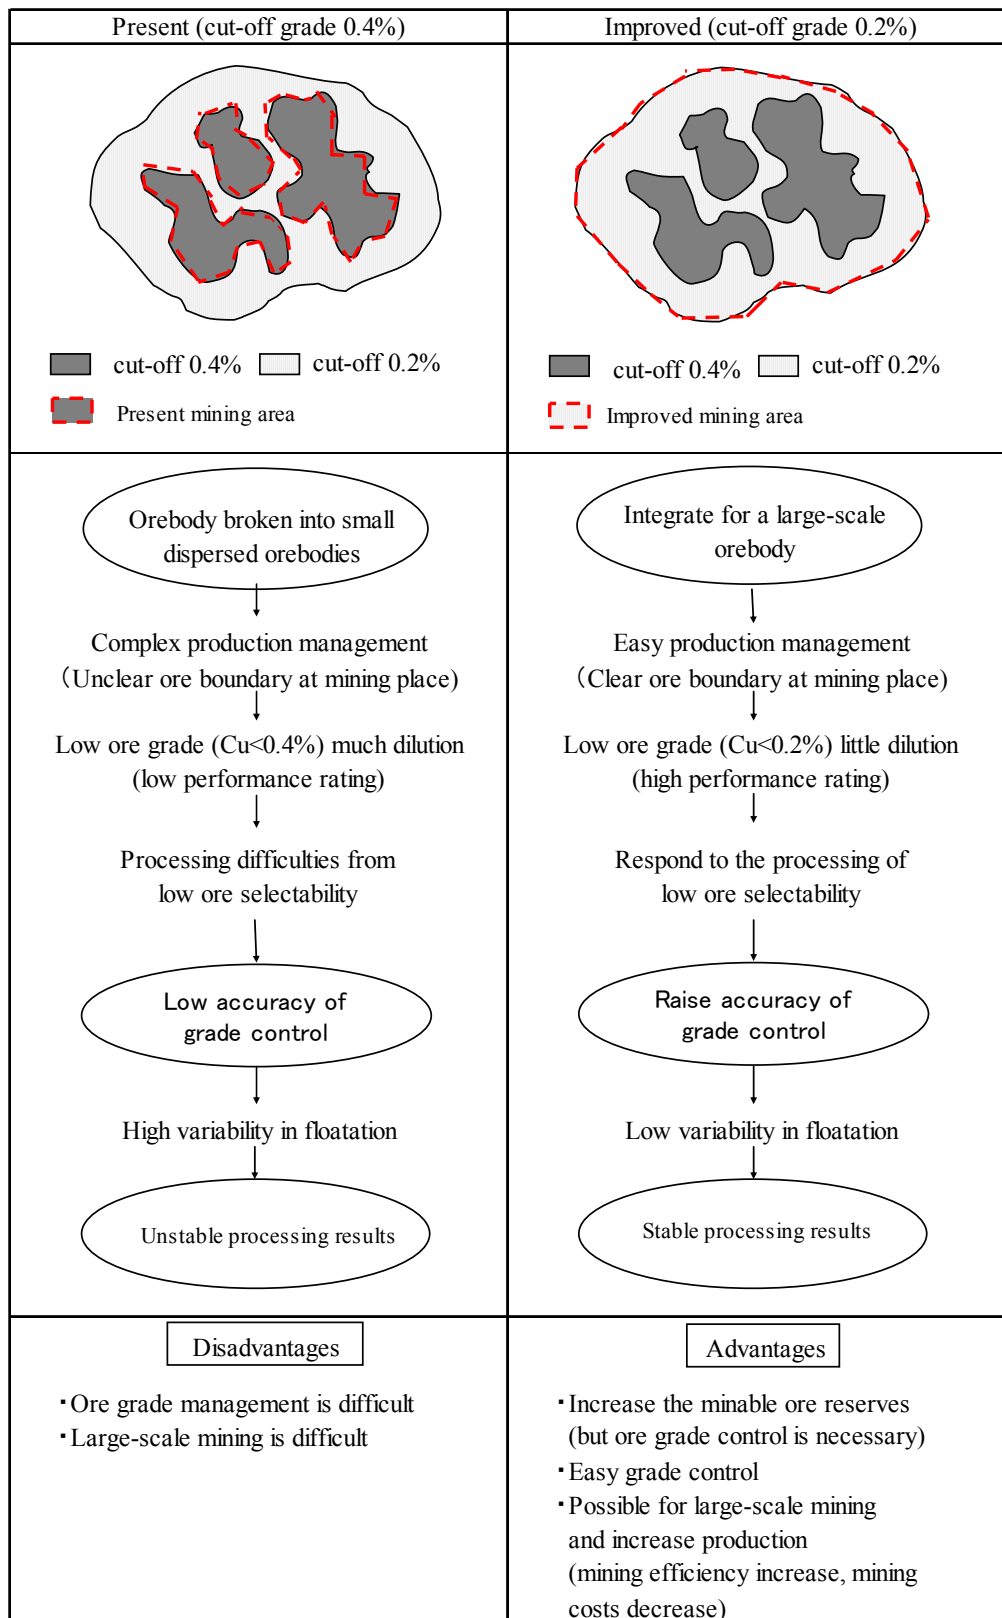 Present (cut-off grade 0.4%)
cut-off 0.4%
cut-off 0.2%
Present mining area
Orebody broken into small
dispersed orebodies
Complex production management
(Unclear ore boundary at mining place)
Low ore grade (Cu<0.4%) much dilution
(low performance rating)
Processing difficulties from
low ore selectability
Low accuracy of
grade control
High variability in floatation
Unstable processing results
Disadvantages
・Ore grade management is difficult
・Large-scale mining is difficult
Improved (cut-off grade 0.2%)
cut-off 0.4%
cut-off 0.2%
Improved mining area
Integrate for a large-scale
orebody
Easy production management
(Clear ore boundary at mining place)
Low ore grade (Cu<0.2%) little dilution
(high performance rating)
Respond to the processing of
low ore selectability
Raise accuracy of
grade control
Low variability in floatation
Stable processing results
Advantages
・Increase the minable ore reserves
(but ore grade control is necessary)
・Easy grade control
・Possible for large-scale mining
and increase production
(mining efficiency increase, mining
costs decrease)